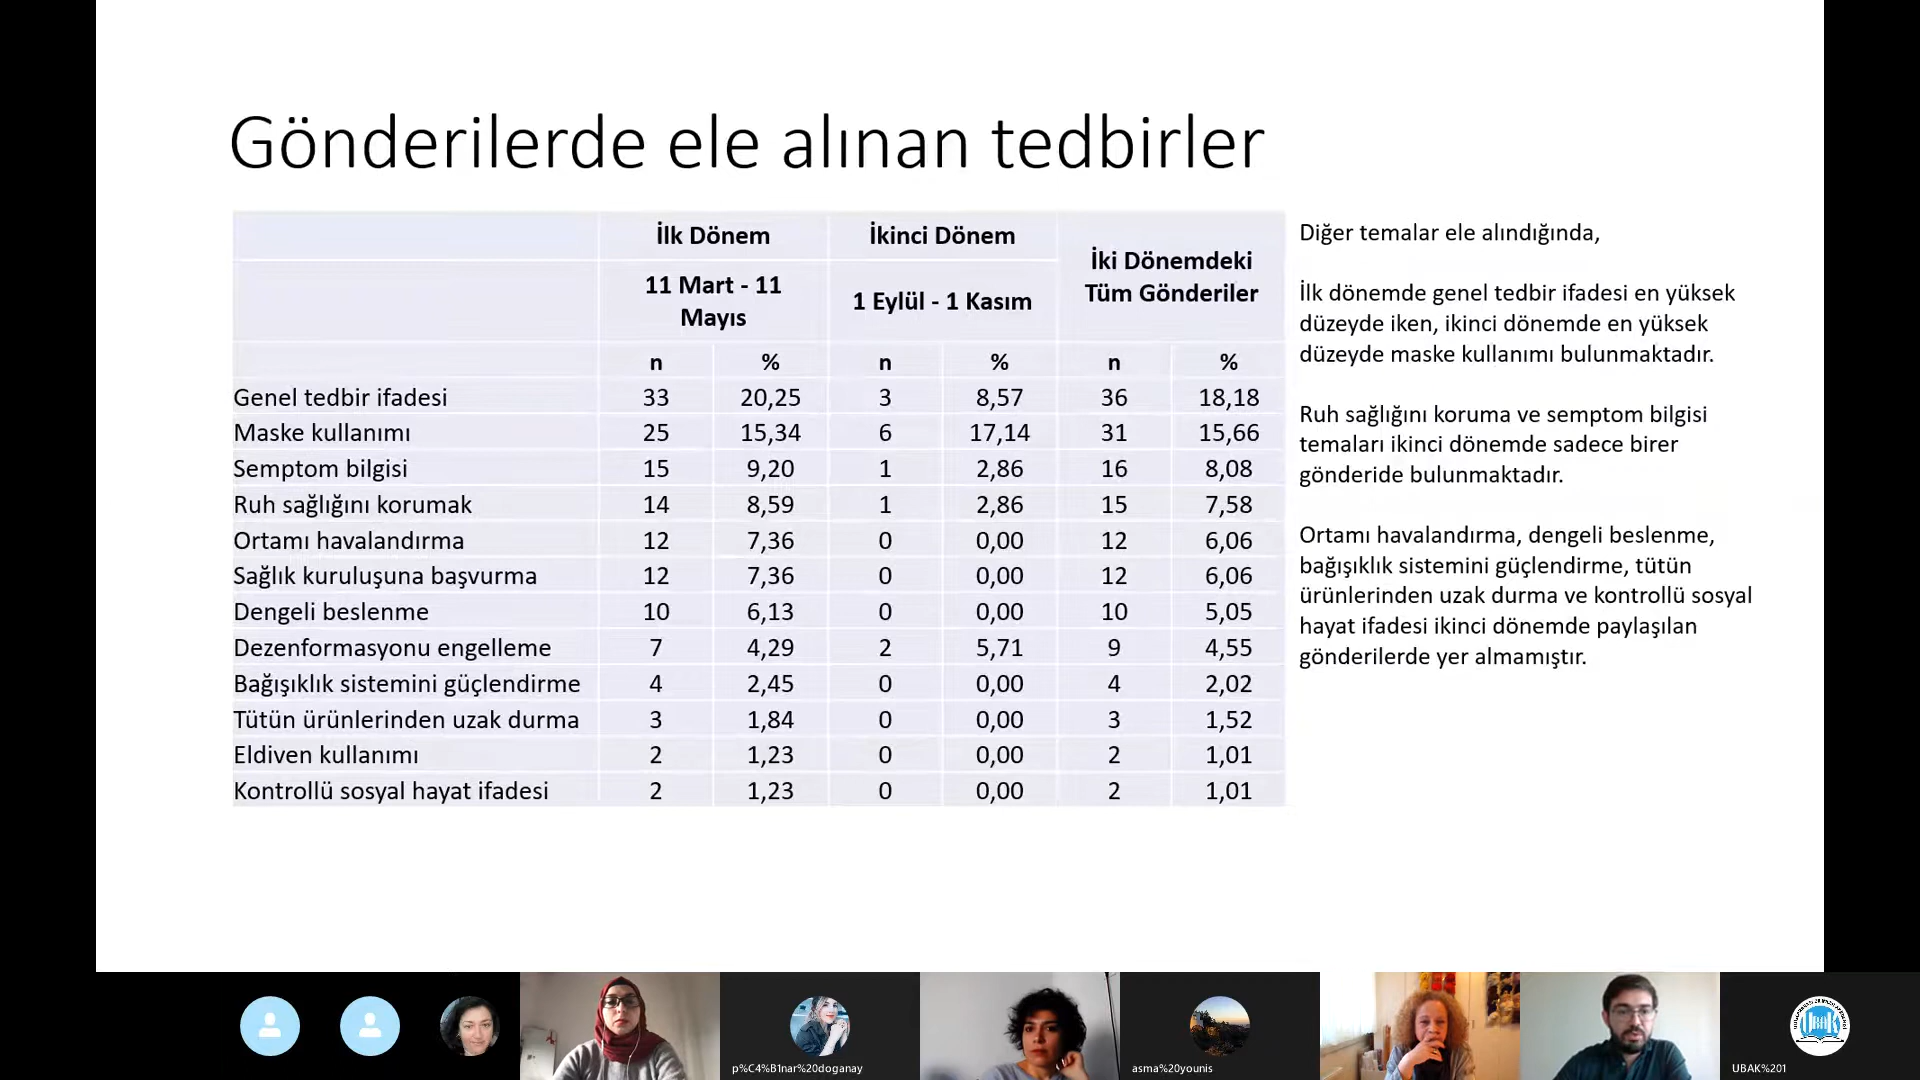 Gönderilerde ele alınan tedbirler
İlk Dönem İkinci Dönem İki Dönemdeki Tüm Gönderiler
11 Mart - 11 Mayıs 1 Eylül - 1 Kasım
n % n % n %
Genel tedbir ifadesi 33 20,25 3 8,57 36 18,18
Maske kullanımı 25 15,34 6 17,14 31 15,66
Semptom bilgisi 15 9,20 1 2,86 16 8,08
Ruh sağlığını korumak 14 8,59 1 2,86 15 7,58
Ortamı havalandırma 12 7,36 0 0,00 12 6,06
Sağlık kuruluşuna başvurma 12 7,36 0 0,00 12 6,06
Dengeli beslenme 10 6,13 0 0,00 10 5,05
Dezenformasyonu engelleme 7 4,29 2 5,71 9 4,55
Bağışıklık sistemini güçlendirme 4 2,45 0 0,00 4 2,02
Tütün ürünlerinden uzak durma 3 1,84 0 0,00 3 1,52
Eldiven kullanımı 2 1,23 0 0,00 2 1,01
Kontrollü sosyal hayat ifadesi 2 1,23 0 0,00 2 1,01
Diğer temalar ele alındığında,
İlk dönemde genel tedbir ifadesi en yüksek
düzeyde iken, ikinci dönemde en yüksek
düzeyde maske kullanımı bulunmaktadır.
Ruh sağlığını koruma ve semptom bilgisi
temaları ikinci dönemde sadece birer
gönderide bulunmaktadır.
Ortamı havalandırma, dengeli beslenme,
bağışıklık sistemini güçlendirme, tütün
ürünlerinden uzak durma ve kontrollü sosyal
hayat ifadesi ikinci dönemde paylaşılan
gönderilerde yer almamıştır.
p%C4%B1nar%20doganay
asma%20younis
UBAK
UBAK%201